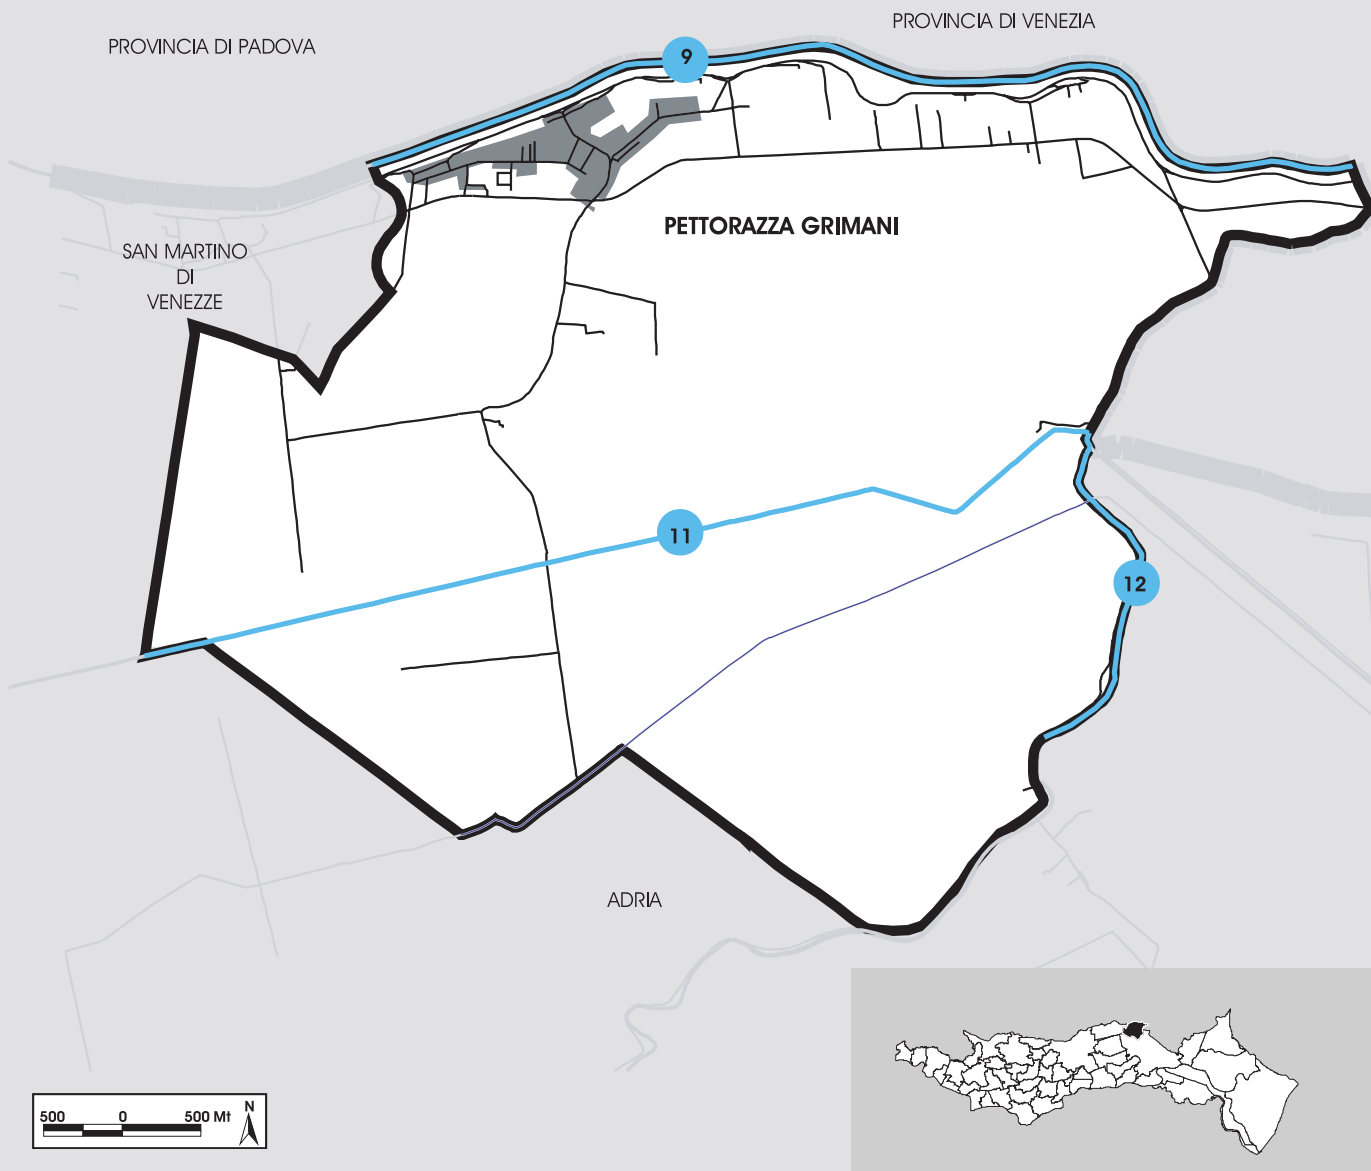 PROVINCIA DI VENEZIA
PROVINCIA DI PADOVA
9
PETTORAZZA GRIMANI
SAN MARTINO
DI
VENEZZE
11
12
ADRIA
500 0 500 Mt
N